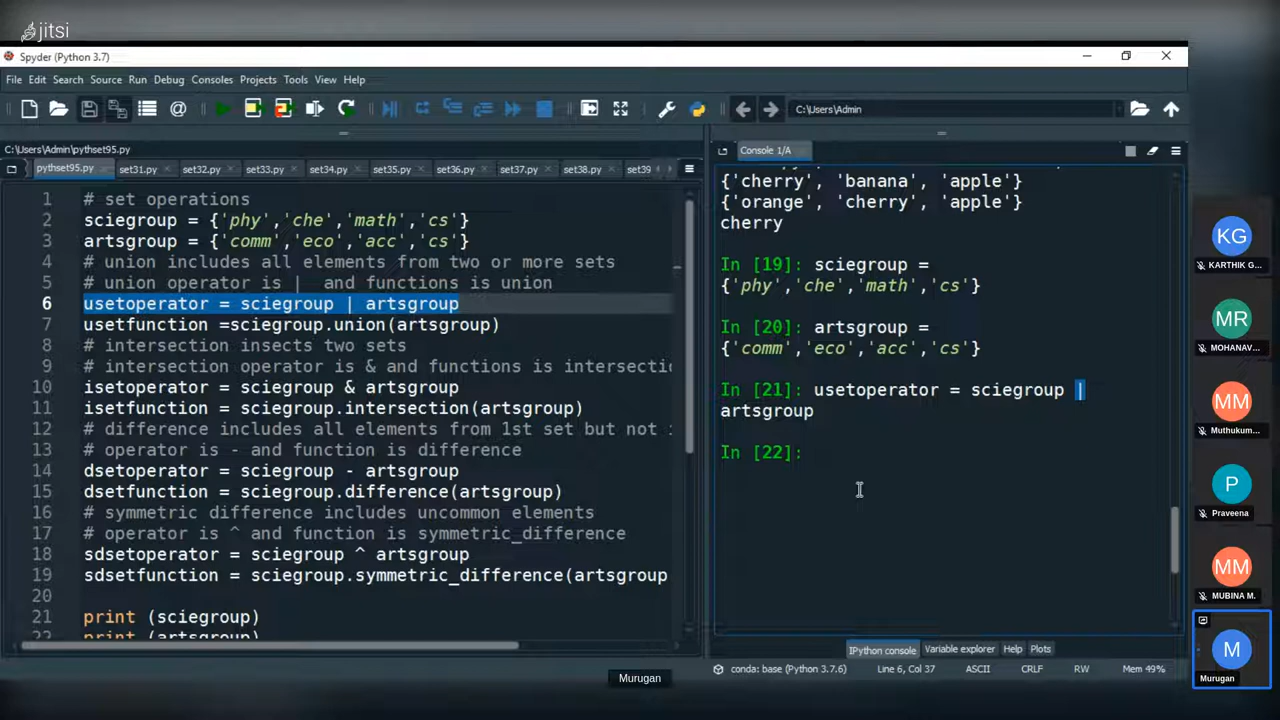 jitsi
Spyder (Python 3.7)
File Edit Search Source Run Debug Consoles Projects Tools View Help
C:\Users\Admin
C:\Users\Admin\pythset95.py
pythset95.py set31.py set32.py set33.py set34.py set35.py set36.py set37.py set38.py set39
1 # set operations
2 sciegroup = {'phy','che','math','cs'}
3 artsgroup = {'comm','eco','acc','cs'}
4 # union includes all elements from two or more sets
5 # union operator is | and functions is union
6 usetoperator = sciegroup | artsgroup
7 usetfunction =sciegroup.union(artsgroup)
8 # intersection insects two sets
9 # intersection operator is & and functions is intersectio
10 isetoperator = sciegroup & artsgroup
11 isetfunction = sciegroup.intersection(artsgroup)
12 # difference includes all elements from 1st set but not
13 # operator is - and function is difference
14 dsetoperator = sciegroup - artsgroup
15 dsetfunction = sciegroup.difference(artsgroup)
16 # symmetric difference includes uncommon elements
17 # operator is ^ and function is symmetric_difference
18 sdsetoperator = sciegroup ^ artsgroup
19 sdsetfunction = sciegroup.symmetric_difference(artsgroup
20
21 print (sciegroup)
22 print (artsgroup)
Console 1/A
{'cherry', 'banana', 'apple'}
{'orange', 'cherry', 'apple'}
cherry
In [19]: sciegroup =
{'phy','che','math','cs'}
In [20]: artsgroup =
{'comm','eco','acc','cs'}
In [21]: usetoperator = sciegroup |
artsgroup
In [22]:
IPython console Variable explorer Help Plots
conda: base (Python 3.7.6) Line 6, Col 37 ASCII CRLF RW Mem 49%
Murugan
KG
KARTHIK G...
MR
MOHANAV...
MM
Muthukum...
P
Praveena
MM
MUBINA M.
M
Murugan